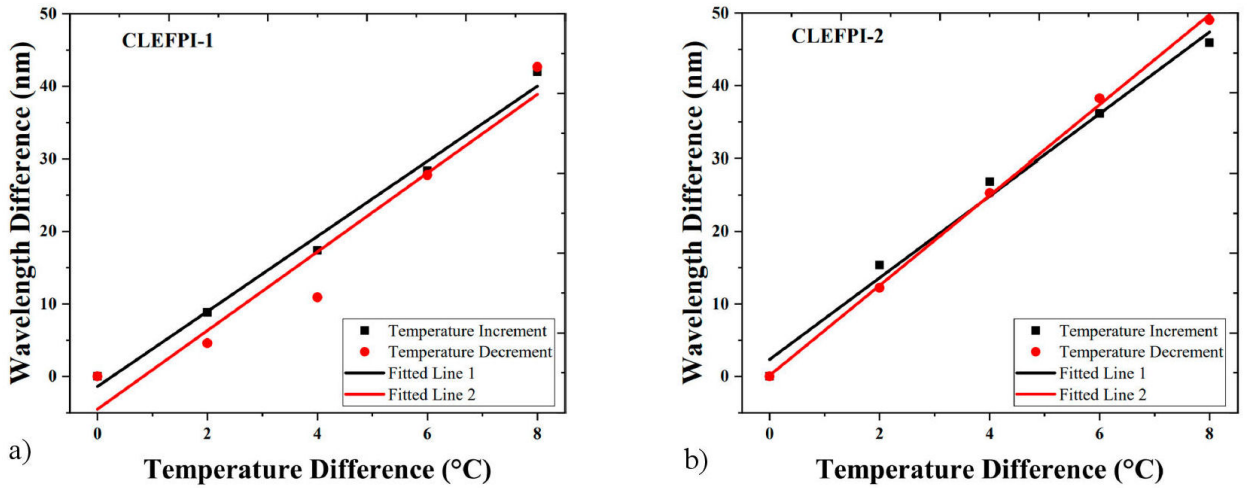 CLEFPI-1
Wavelength Difference (nm)
40
30
20
10
0
0 2 4 6 8
Temperature Difference (°C)
Temperature Increment
Temperature Decrement
Fitted Line 1
Fitted Line 2
a)
CLEFPI-2
Wavelength Difference (nm)
50
40
30
20
10
0
0 2 4 6 8
Temperature Difference (°C)
Temperature Increment
Temperature Decrement
Fitted Line 1
Fitted Line 2
b)